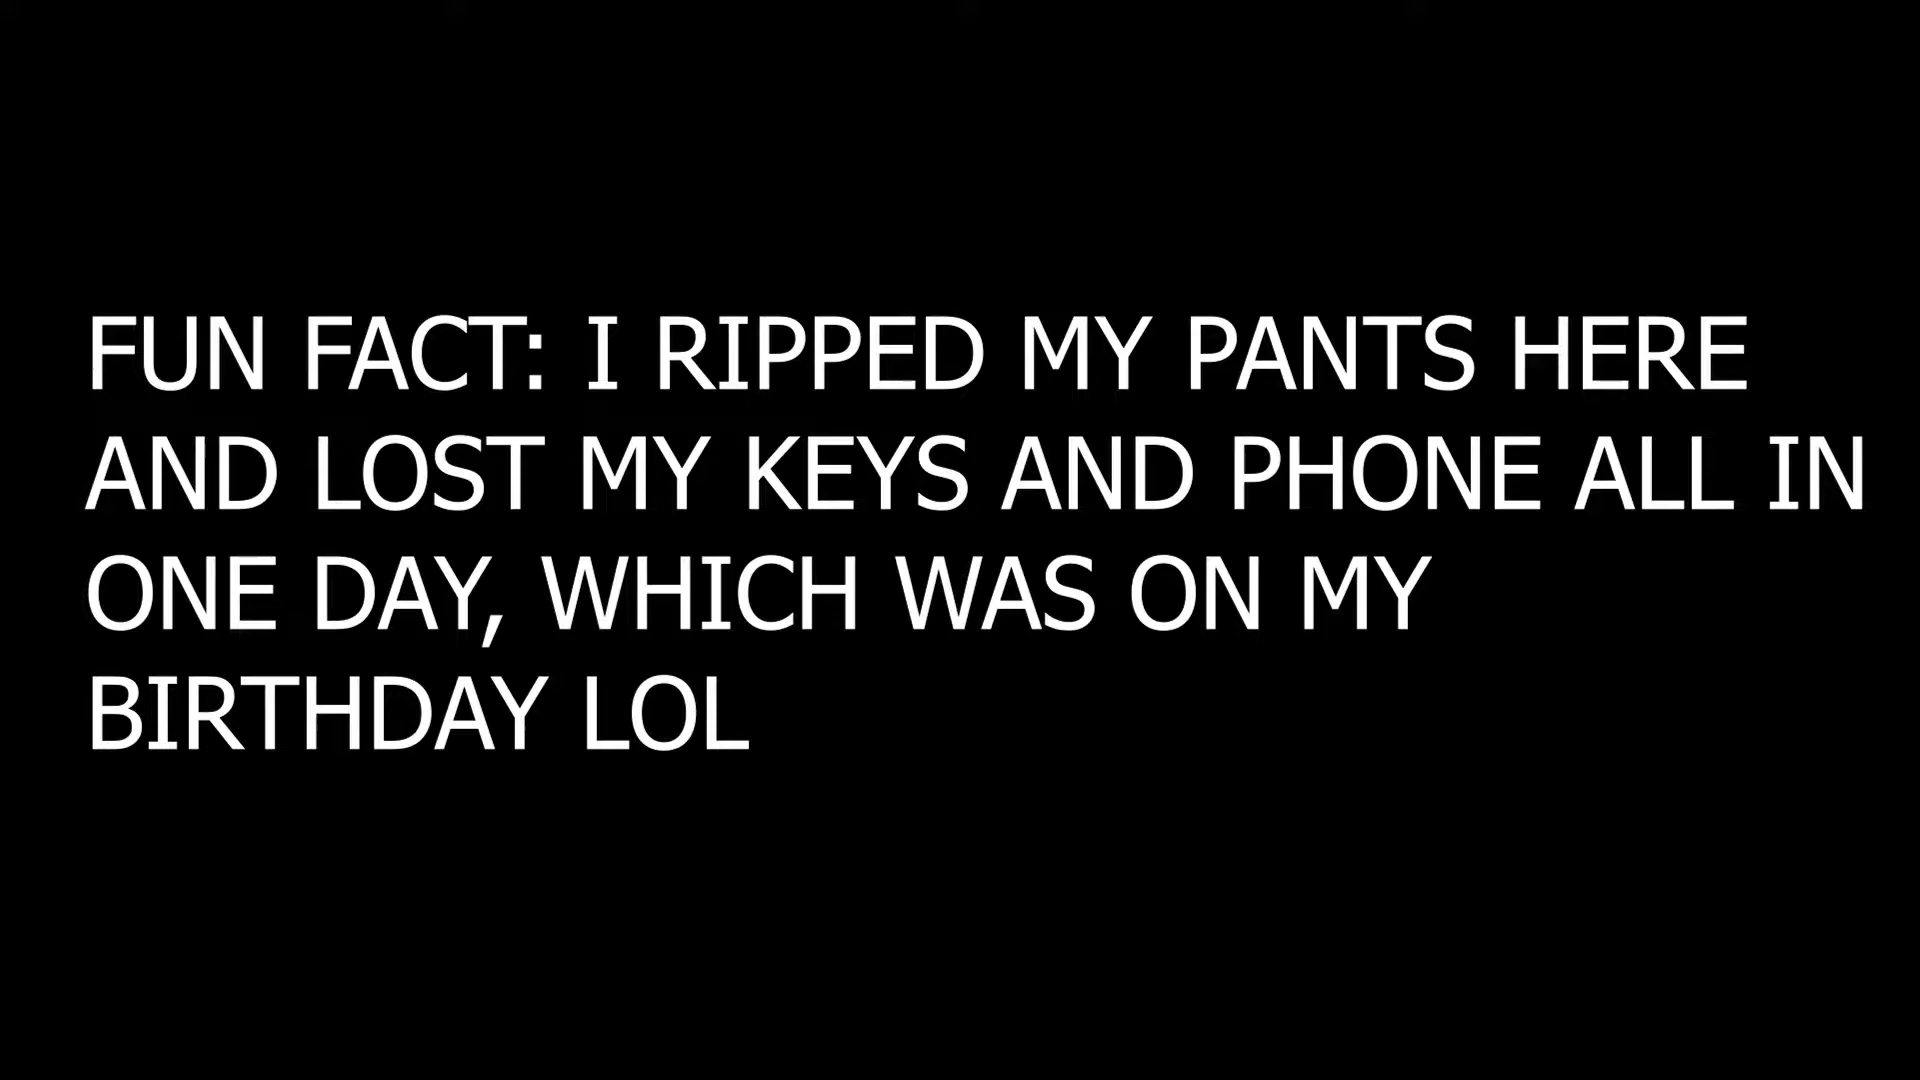 FUN FACT: I RIPPED MY PANTS HERE
AND LOST MY KEYS AND PHONE ALL IN
ONE DAY, WHICH WAS ON MY
BIRTHDAY LOL